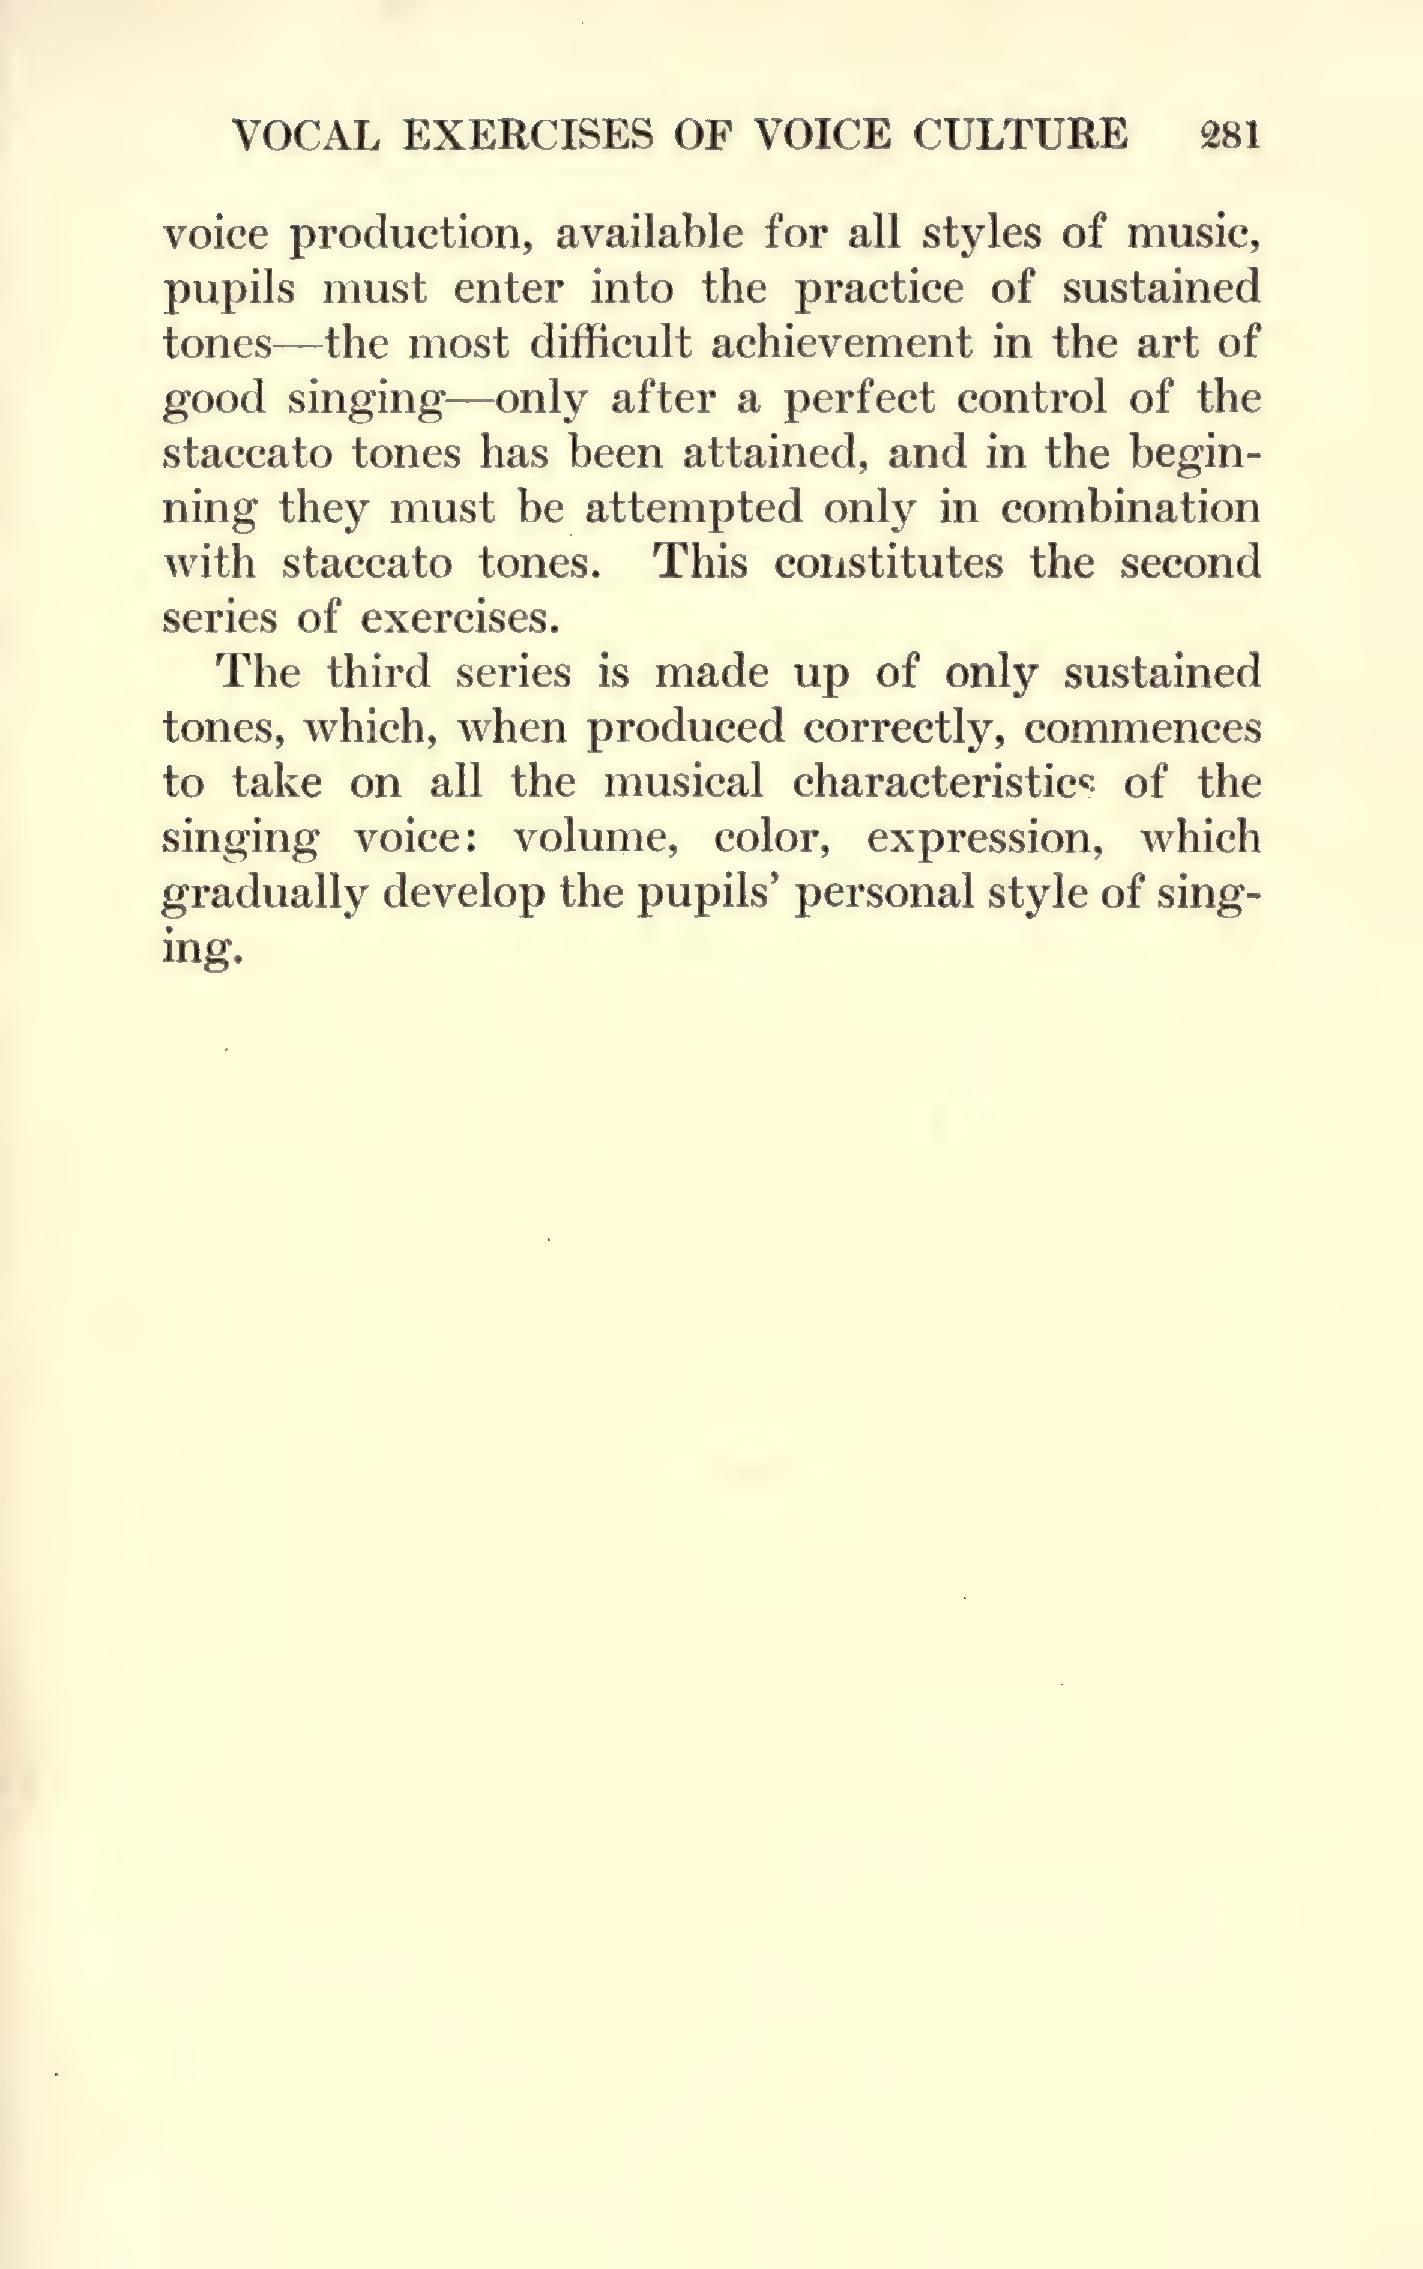 VOCAL EXERCISES OF VOICE CULTURE 281
voice production, available for all styles of music,
pupils must enter into the practice of sustained
tones—the most difficult achievement in the art of
good singing—only after a perfect control of the
staccato tones has been attained, and in the begin-
ning they must be attempted only in combination
with staccato tones. This constitutes the second
series of exercises.
The third series is made up of only sustained
tones, which, when produced correctly, commences
to take on all the musical characteristics of the
singing voice: volume, color, expression, which
gradually develop the pupils' personal style of sing-
ing.